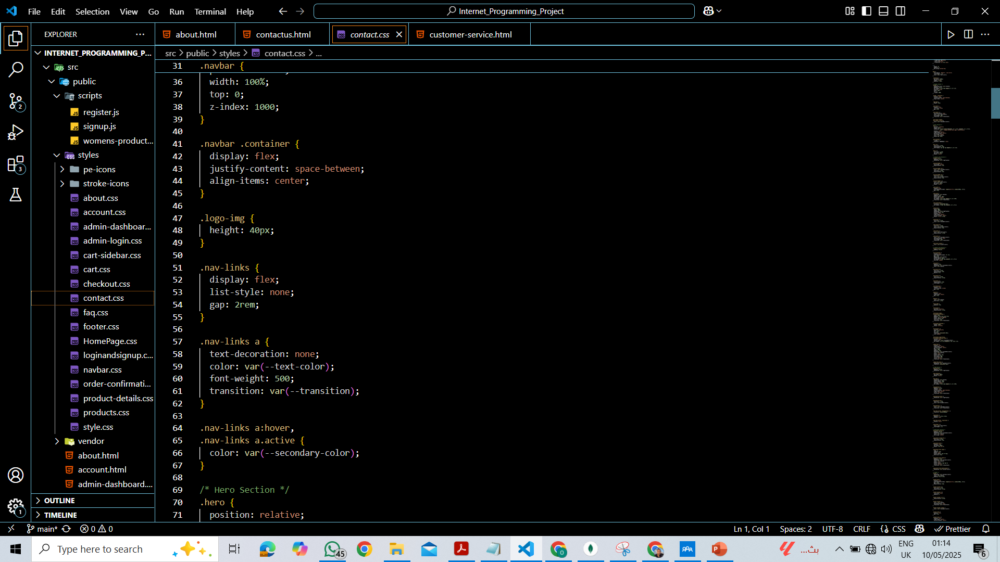 File Edit Selection View Go Run Terminal Help
Internet_Programming_Project
EXPLORER
about.html
contactus.html
contact.css
customer-service.html
INTERNET_PROGRAMMING_P...
src
public
scripts
register.js
signup.js
womens-product...
styles
pe-icons
stroke-icons
about.css
account.css
admin-dashboar...
admin-login.css
cart-sidebar.css
cart.css
checkout.css
contact.css
faq.css
footer.css
HomePage.css
loginandsignup.c...
navbar.css
order-confirmati...
product-details.css
products.css
style.css
vendor
about.html
account.html
admin-dashboard....
OUTLINE
TIMELINE
2
3
1
src > public > styles > contact.css > ...
31 .navbar {
36 width: 100%;
37 top: 0;
38 z-index: 1000;
39 }
40
41 .navbar .container {
42 display: flex;
43 justify-content: space-between;
44 align-items: center;
45 }
46
47 .logo-img {
48 height: 40px;
49 }
50
51 .nav-links {
52 display: flex;
53 list-style: none;
54 gap: 2rem;
55 }
56
57 .nav-links a {
58 text-decoration: none;
59 color: var(--text-color);
60 font-weight: 500;
61 transition: var(--transition);
62 }
63
64 .nav-links a:hover,
65 .nav-links a.active {
66 color: var(--secondary-color);
67 }
68
69 /* Hero Section */
70 .hero {
71 position: relative;
main* 0 0
Ln 1, Col 1 Spaces: 2 UTF-8 CRLF {} CSS Prettier
Type here to search
45
بث...
ENG
UK
01:14
10/05/2025
6